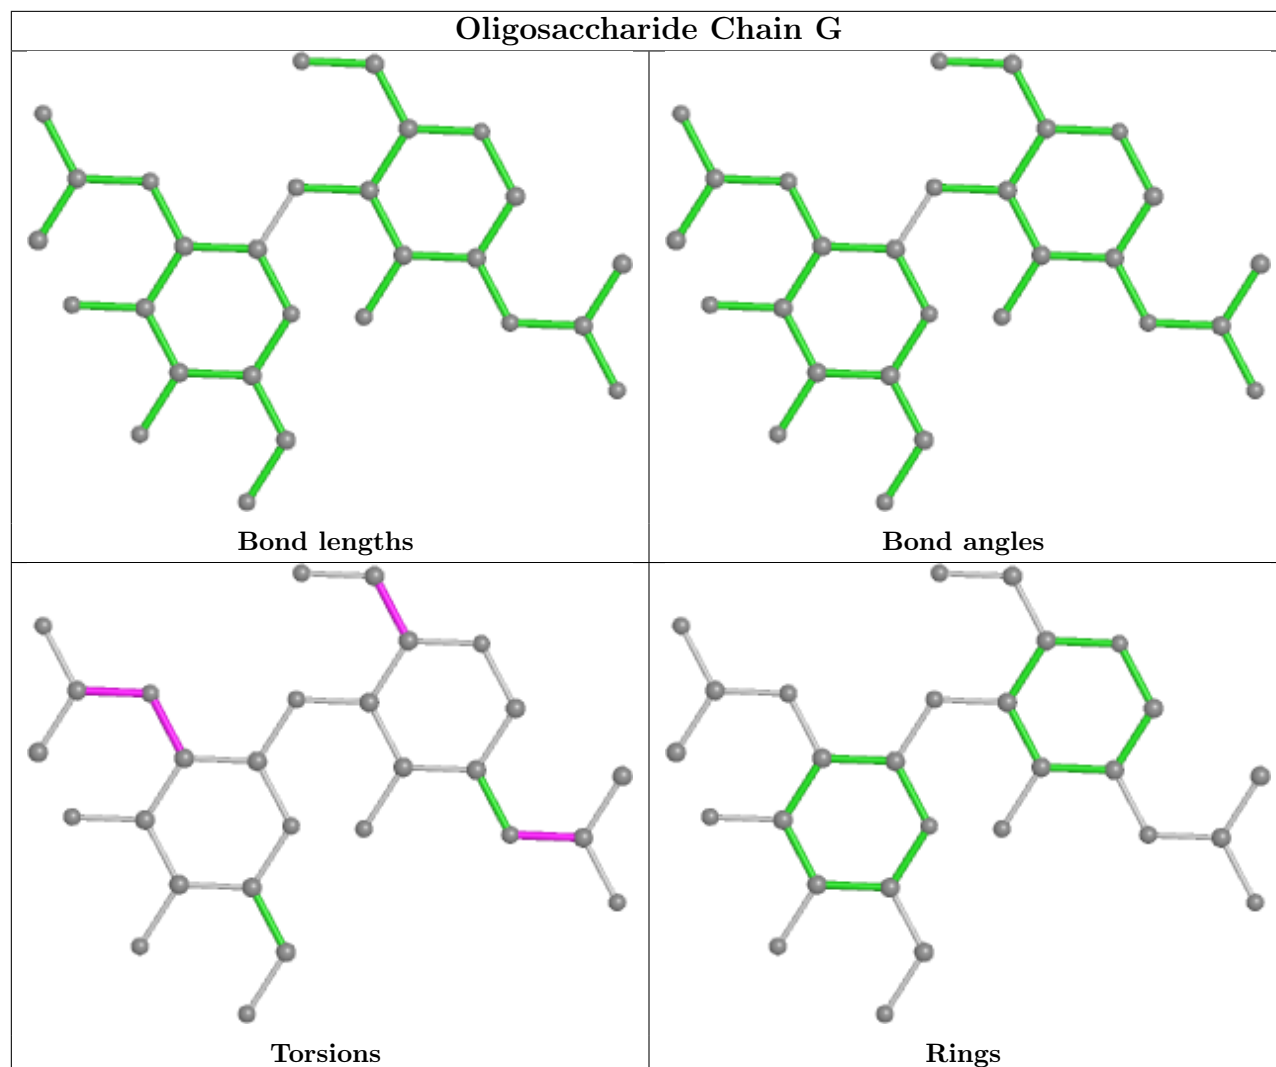 Oligosaccharide Chain G
Bond lengths
Bond angles
Torsions
Rings